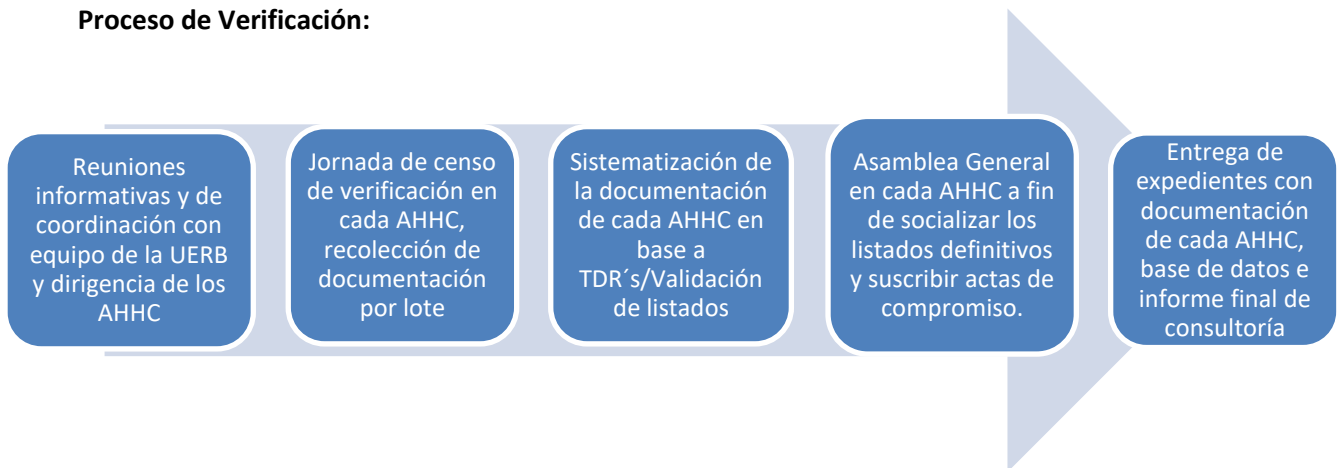 Proceso de Verificación:
Reuniones
informativas y de
coordinación con
equipo de la UERB
y dirigencia de los
AHHC
Jornada de censo
de verificación en
cada AHHC,
recolección de
documentación
por lote
Sistematización de
la documentación
de cada AHHC en
base a
TDR´s/Validación
de listados
Asamblea General
en cada AHHC a fin
de socializar los
listados definitivos
y suscribir actas de
compromiso.
Entrega de
expedientes con
documentación
de cada AHHC,
base de datos e
informe final de
consultoría